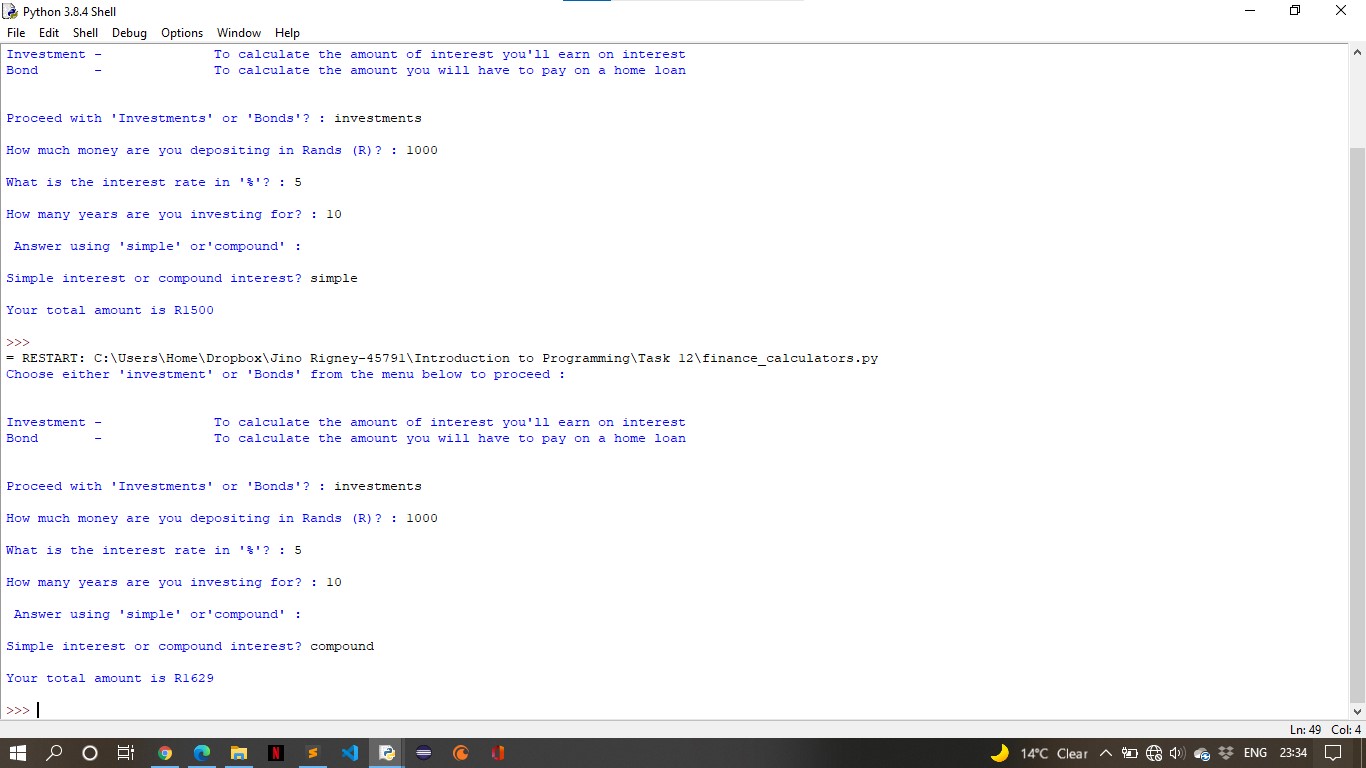 Python 3.8.4 Shell
File Edit Shell Debug Options Window Help
Investment - To calculate the amount of interest you'll earn on interest
Bond - To calculate the amount you will have to pay on a home loan
Proceed with 'Investments' or 'Bonds'? : investments
How much money are you depositing in Rands (R)? : 1000
What is the interest rate in '%'? : 5
How many years are you investing for? : 10
Answer using 'simple' or'compound' :
Simple interest or compound interest? simple
Your total amount is R1500
>>>
= RESTART: C:\Users\Home\Dropbox\Jino Rigney-45791\Introduction to Programming\Task 12\finance_calculators.py
Choose either 'investment' or 'Bonds' from the menu below to proceed :
Investment - To calculate the amount of interest you'll earn on interest
Bond - To calculate the amount you will have to pay on a home loan
Proceed with 'Investments' or 'Bonds'? : investments
How much money are you depositing in Rands (R)? : 1000
What is the interest rate in '%'? : 5
How many years are you investing for? : 10
Answer using 'simple' or'compound' :
Simple interest or compound interest? compound
Your total amount is R1629
>>>
Ln: 49 Col: 4
N 14°C Clear ENG 23:34